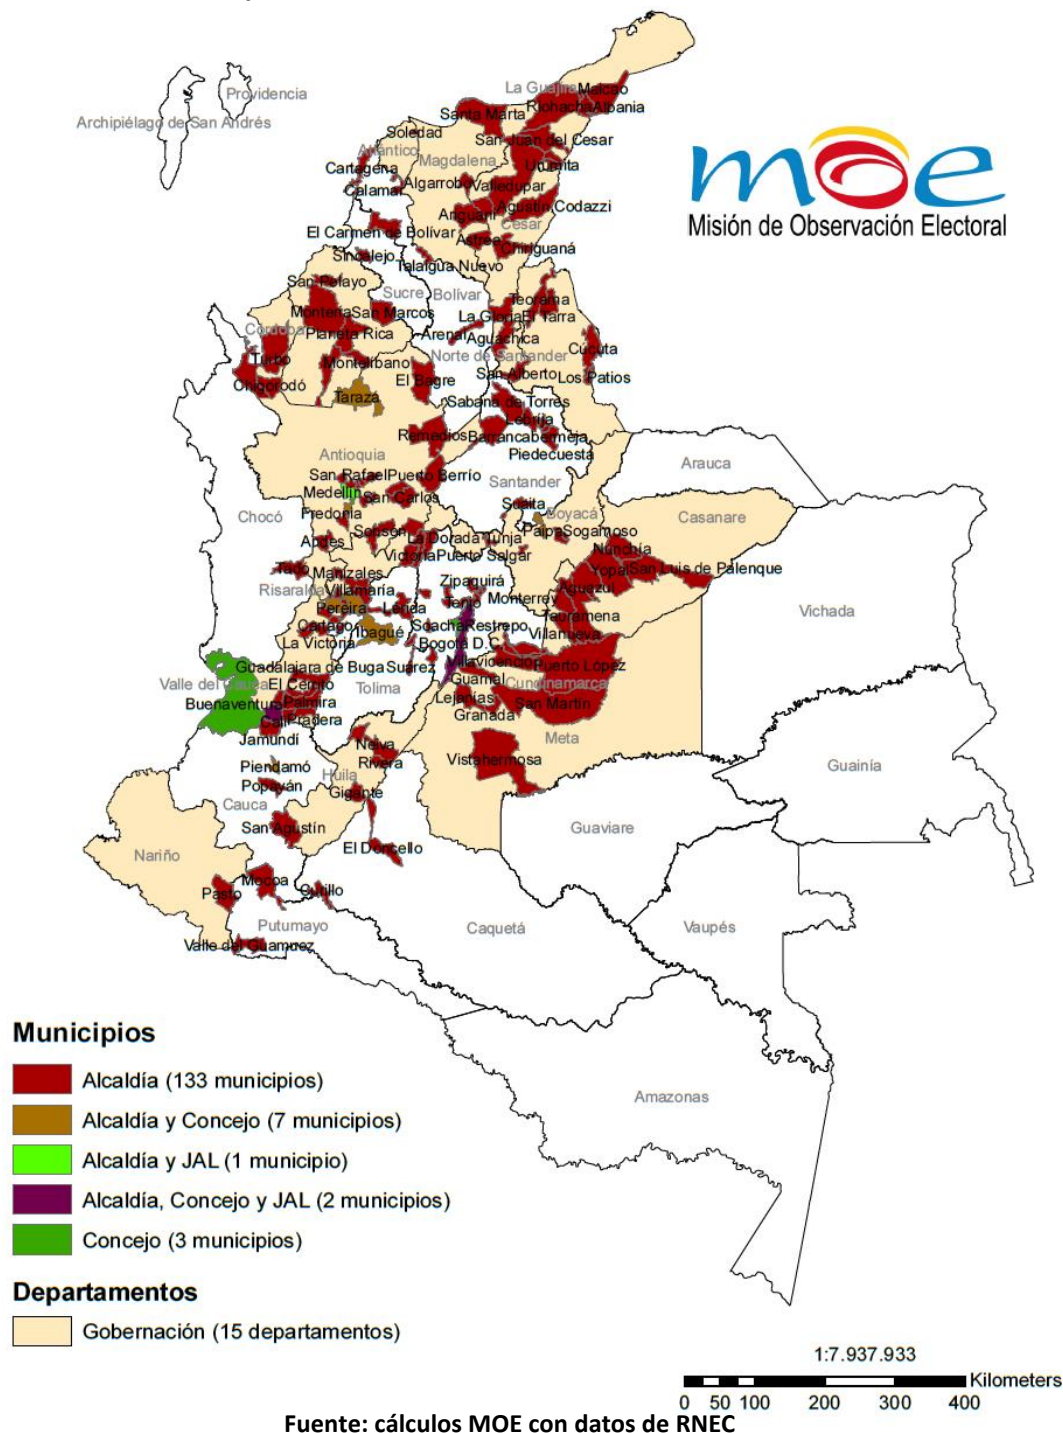 Providencia
Archipiélago de San Andrés
La Guajira
Maicao
Riohacha
Albania
Santa Marta
Soledad
San Juan del Cesar
Atlántico
Magdalena
Urumita
Cartagena
Calamar
Algarrobo
Valledupar
Ariguaní
Agustín Codazzi
El Carmen de Bolívar
Cesar
Astrea
Chiriguaná
Sincelejo
Talaigua Nuevo
San Pelayo
Sucre
Bolívar
Teorama
Montería
San Marcos
La Gloria
El Tarra
Córdoba
Planeta Rica
Arenal
Aguachica
Turbo
Montelíbano
Norte de Santander
Cúcuta
Chigorodó
El Bagre
San Alberto
Los Patios
Tarazá
Sabana de Torres
Lebrija
Remedios
Barrancabermeja
Piedecuesta
Antioquia
Arauca
San Rafael
Puerto Berrío
Santander
Medellín
San Carlos
Suaita
Chocó
Fredonia
Boyacá
Casanare
Sonson
Paipa
Sogamoso
Andes
La Dorada
Tunja
Nunchía
Victoria
Puerto Salgar
Tadó
Manizales
Yopal
San Luis de Palenque
Risaralda
Villamaría
Zipaquirá
Aguazul
Monterrey
Pereira
Lérida
Tenjo
Vichada
Tauramena
Cartago
Ibagué
Soacha
Restrepo
Villanueva
La Victoria
Bogotá D.C.
Guadalajara de Buga
Suárez
Villavicencio
Puerto López
Valle del Cauca
El Cerrito
Tolima
Guamal
Cundinamarca
Buenaventura
Palmira
Lejanías
San Martín
Cali
Pradera
Granada
Jamundí
Neiva
Meta
Piendamó
Rivera
Vistahermosa
Huila
Guainía
Popayán
Gigante
Cauca
San Agustín
Guaviare
El Doncello
Nariño
Mocoa
Pasto
Curillo
Putumayo
Caquetá
Vaupés
Valle del Guamuez
Amazonas
moe
Misión de Observación Electoral
Municipios
Alcaldía (133 municipios)
Alcaldía y Concejo (7 municipios)
Alcaldía y JAL (1 municipio)
Alcaldía, Concejo y JAL (2 municipios)
Concejo (3 municipios)
Departamentos
Gobernación (15 departamentos)
1:7.937.933
Kilometers
0 50 100 200 300 400
Fuente: cálculos MOE con datos de RNEC